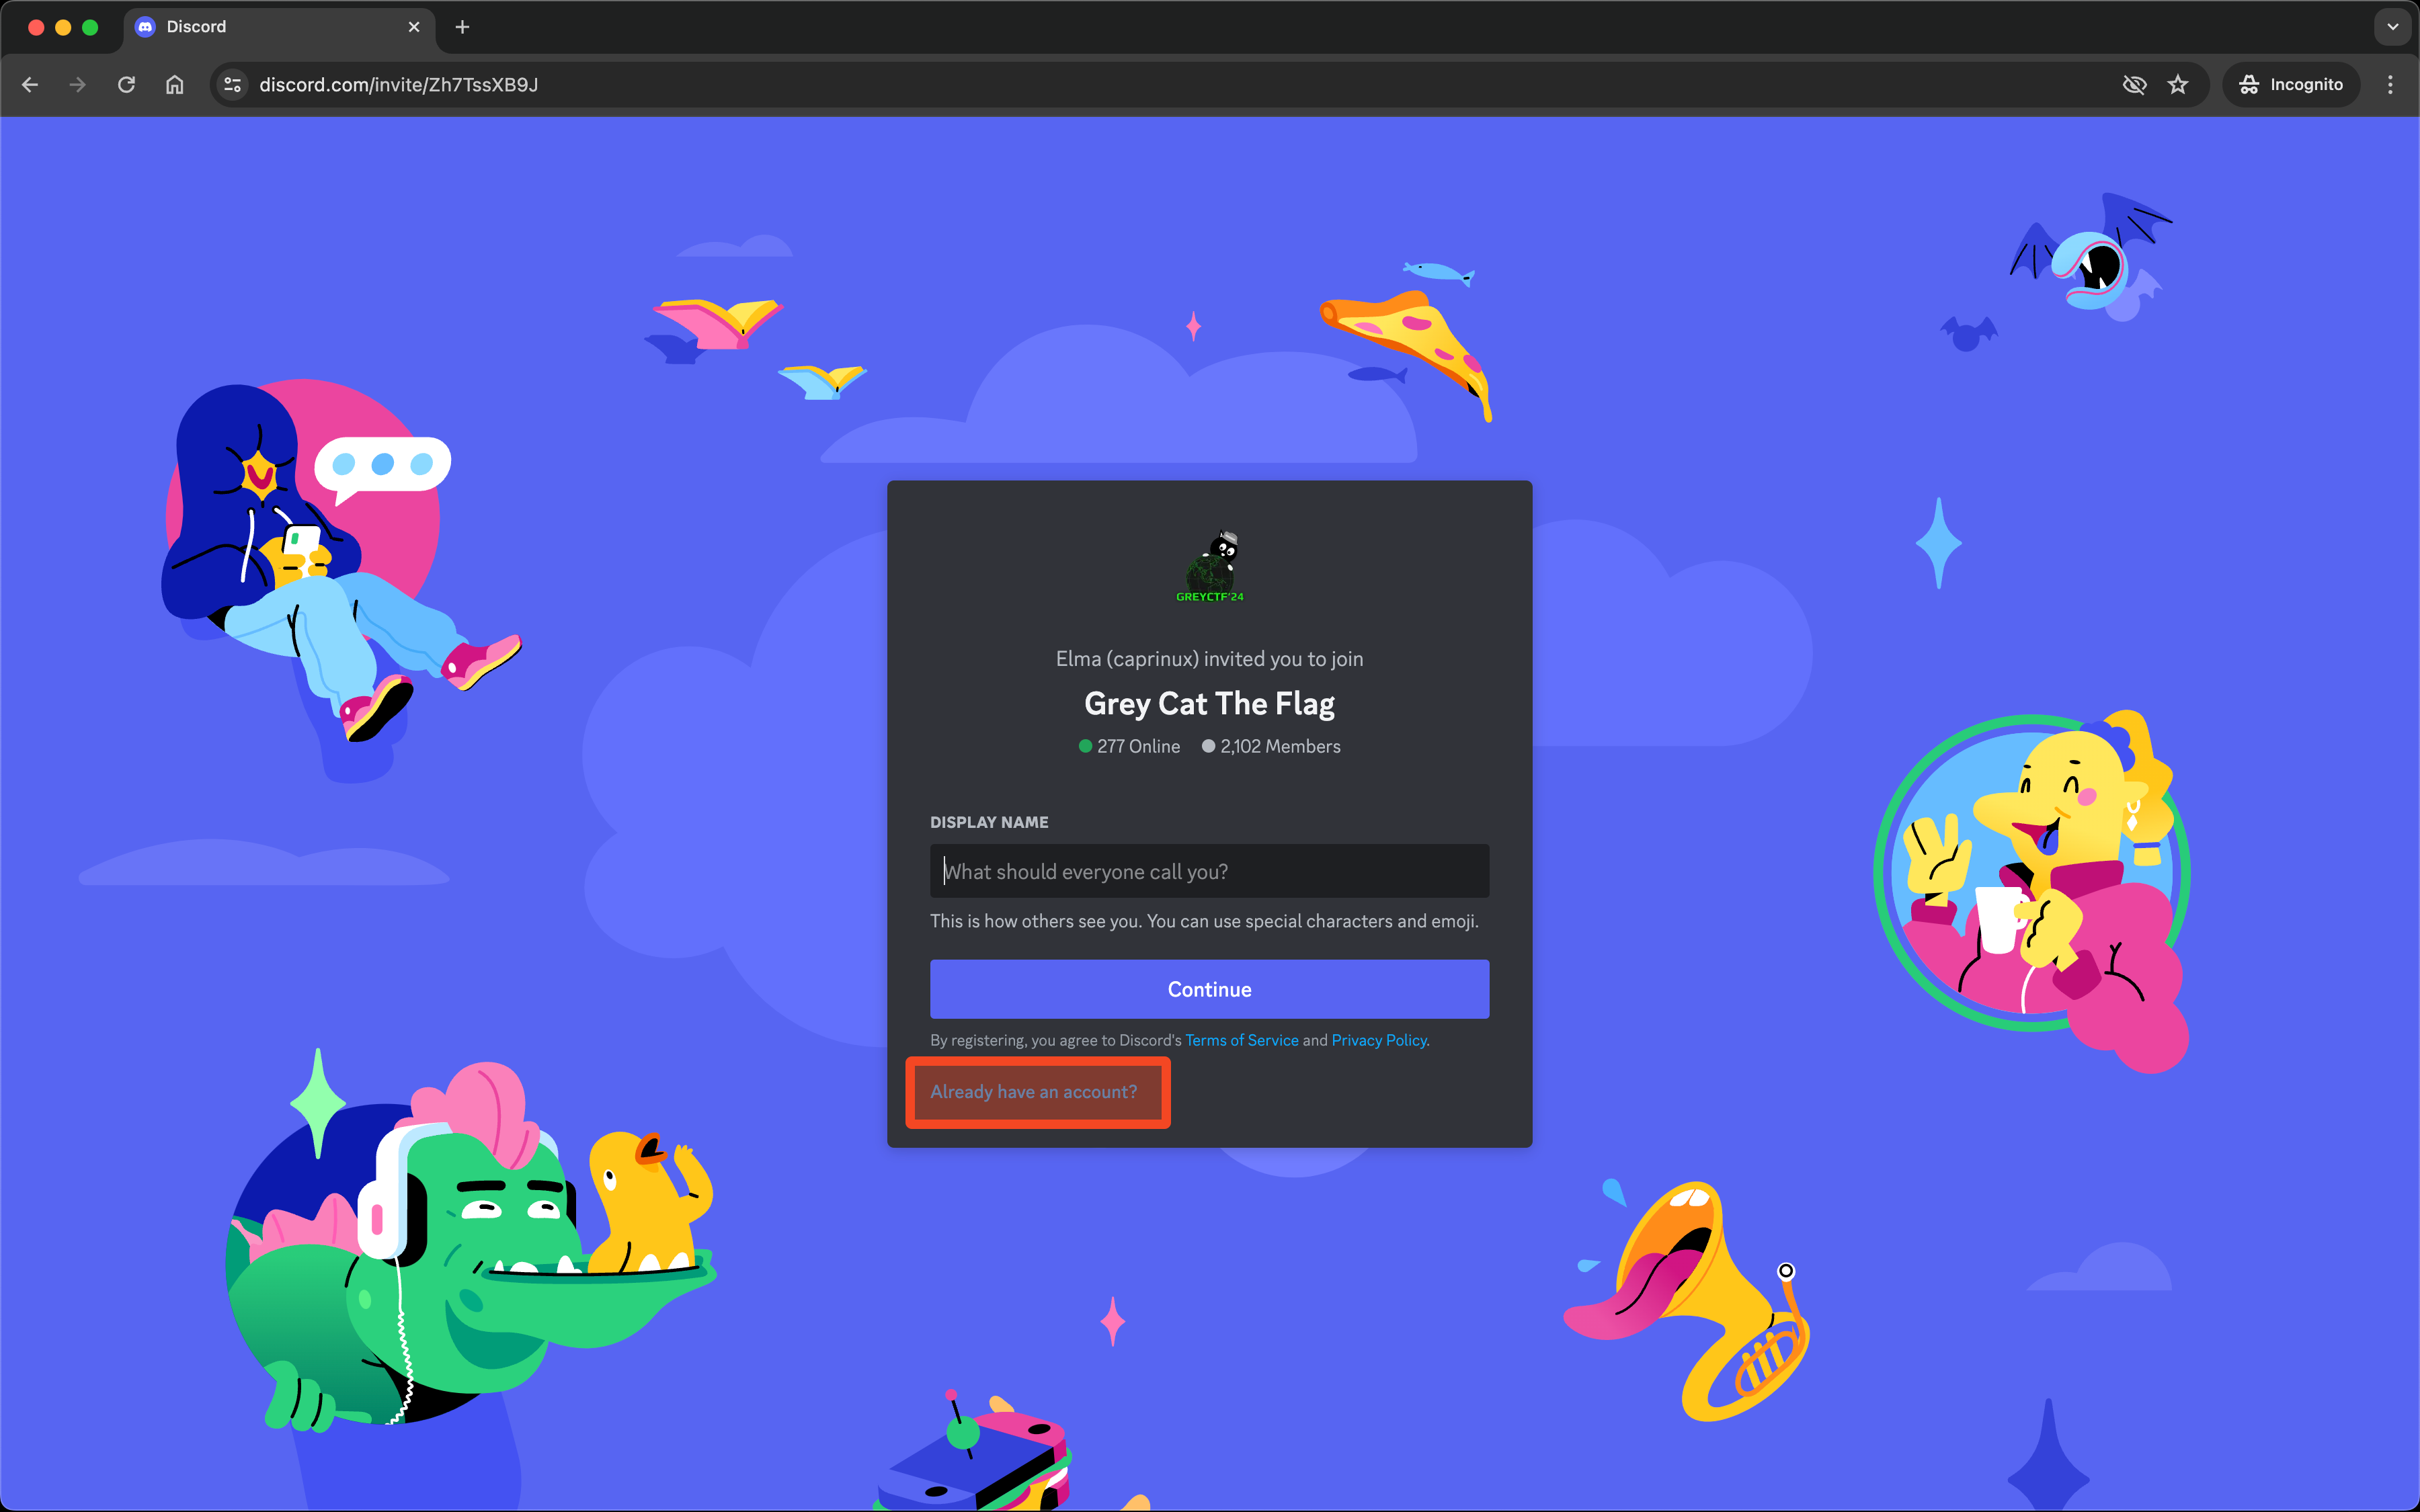 Discord
discord.com/invite/Zh7TssXB9J
Incognito
GREYCTF'24
Elma (caprinux) invited you to join
Grey Cat The Flag
277 Online 2,102 Members
DISPLAY NAME
What should everyone call you?
This is how others see you. You can use special characters and emoji.
Continue
By registering, you agree to Discord's Terms of Service and Privacy Policy.
Already have an account?